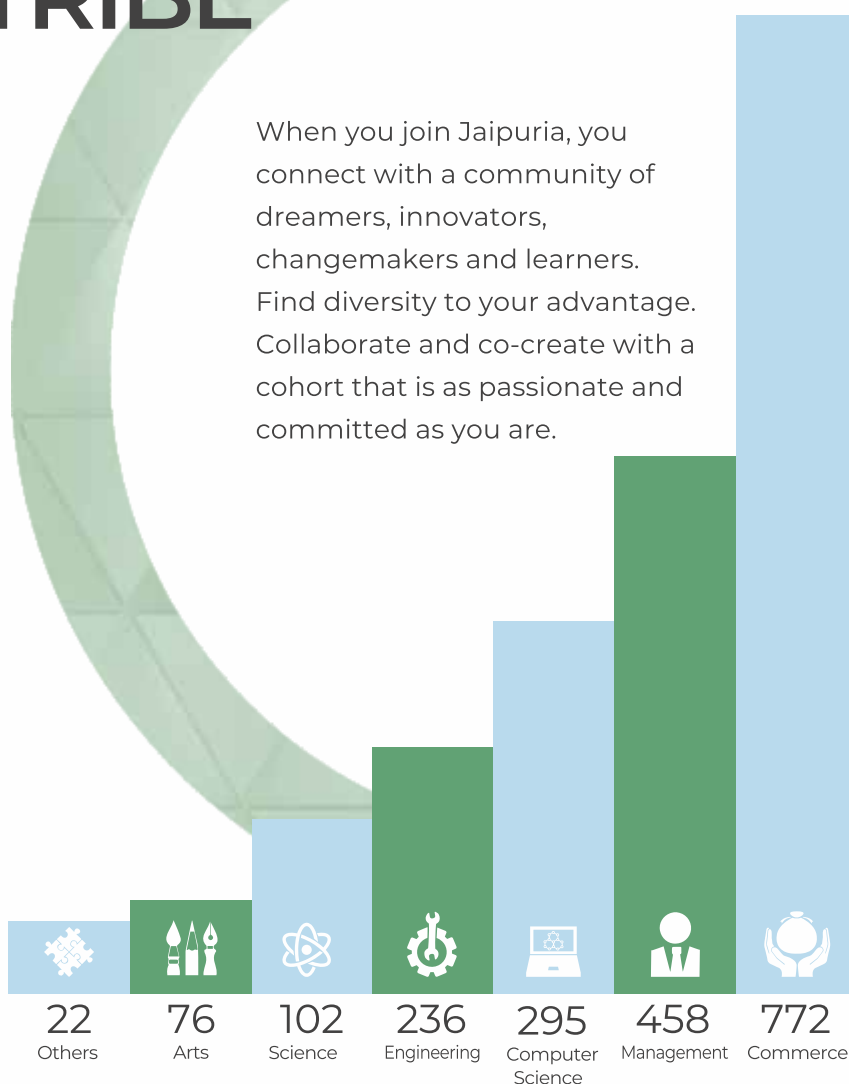 TRIBE
When you join Jaipuria, you
connect with a community of
dreamers, innovators,
changemakers and learners.
Find diversity to your advantage.
Collaborate and co-create with a
cohort that is as passionate and
committed as you are.
22
Others
76
Arts
102
Science
236
Engineering
295
Computer
Science
458
Management
772
Commerce